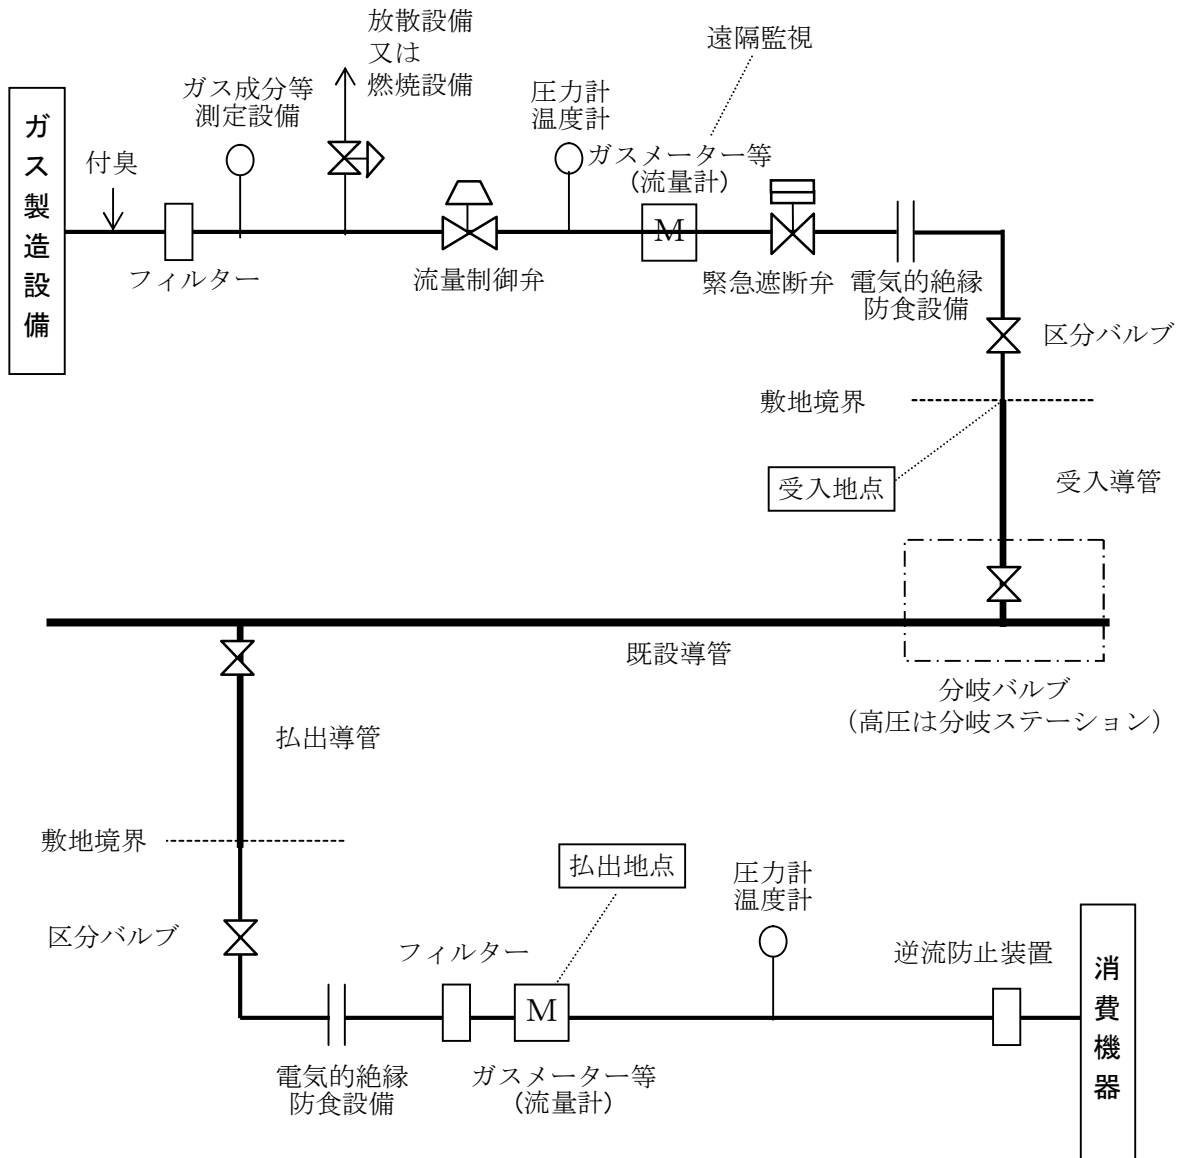 放散設備
又は
燃焼設備
遠隔監視
ガス成分等
測定設備
圧力計
温度計
ガス製造設備
付臭
ガスメーター等
(流量計)
M
フィルター
流量制御弁
緊急遮断弁
電気的絶縁
防食設備
区分バルブ
敷地境界
受入地点
受入導管
既設導管
分岐バルブ
（高圧は分岐ステーション）
払出導管
敷地境界
払出地点
圧力計
温度計
区分バルブ
フィルター
逆流防止装置
消費機器
M
電気的絶縁
防食設備
ガスメーター等
(流量計)